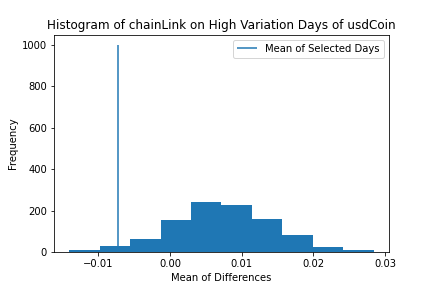 Histogram of chainLink on High Variation Days of usdCoin
Mean of Selected Days
1000
800
600
400
200
0
Frequency
−0.01
0.00
0.01
0.02
0.03
Mean of Differences